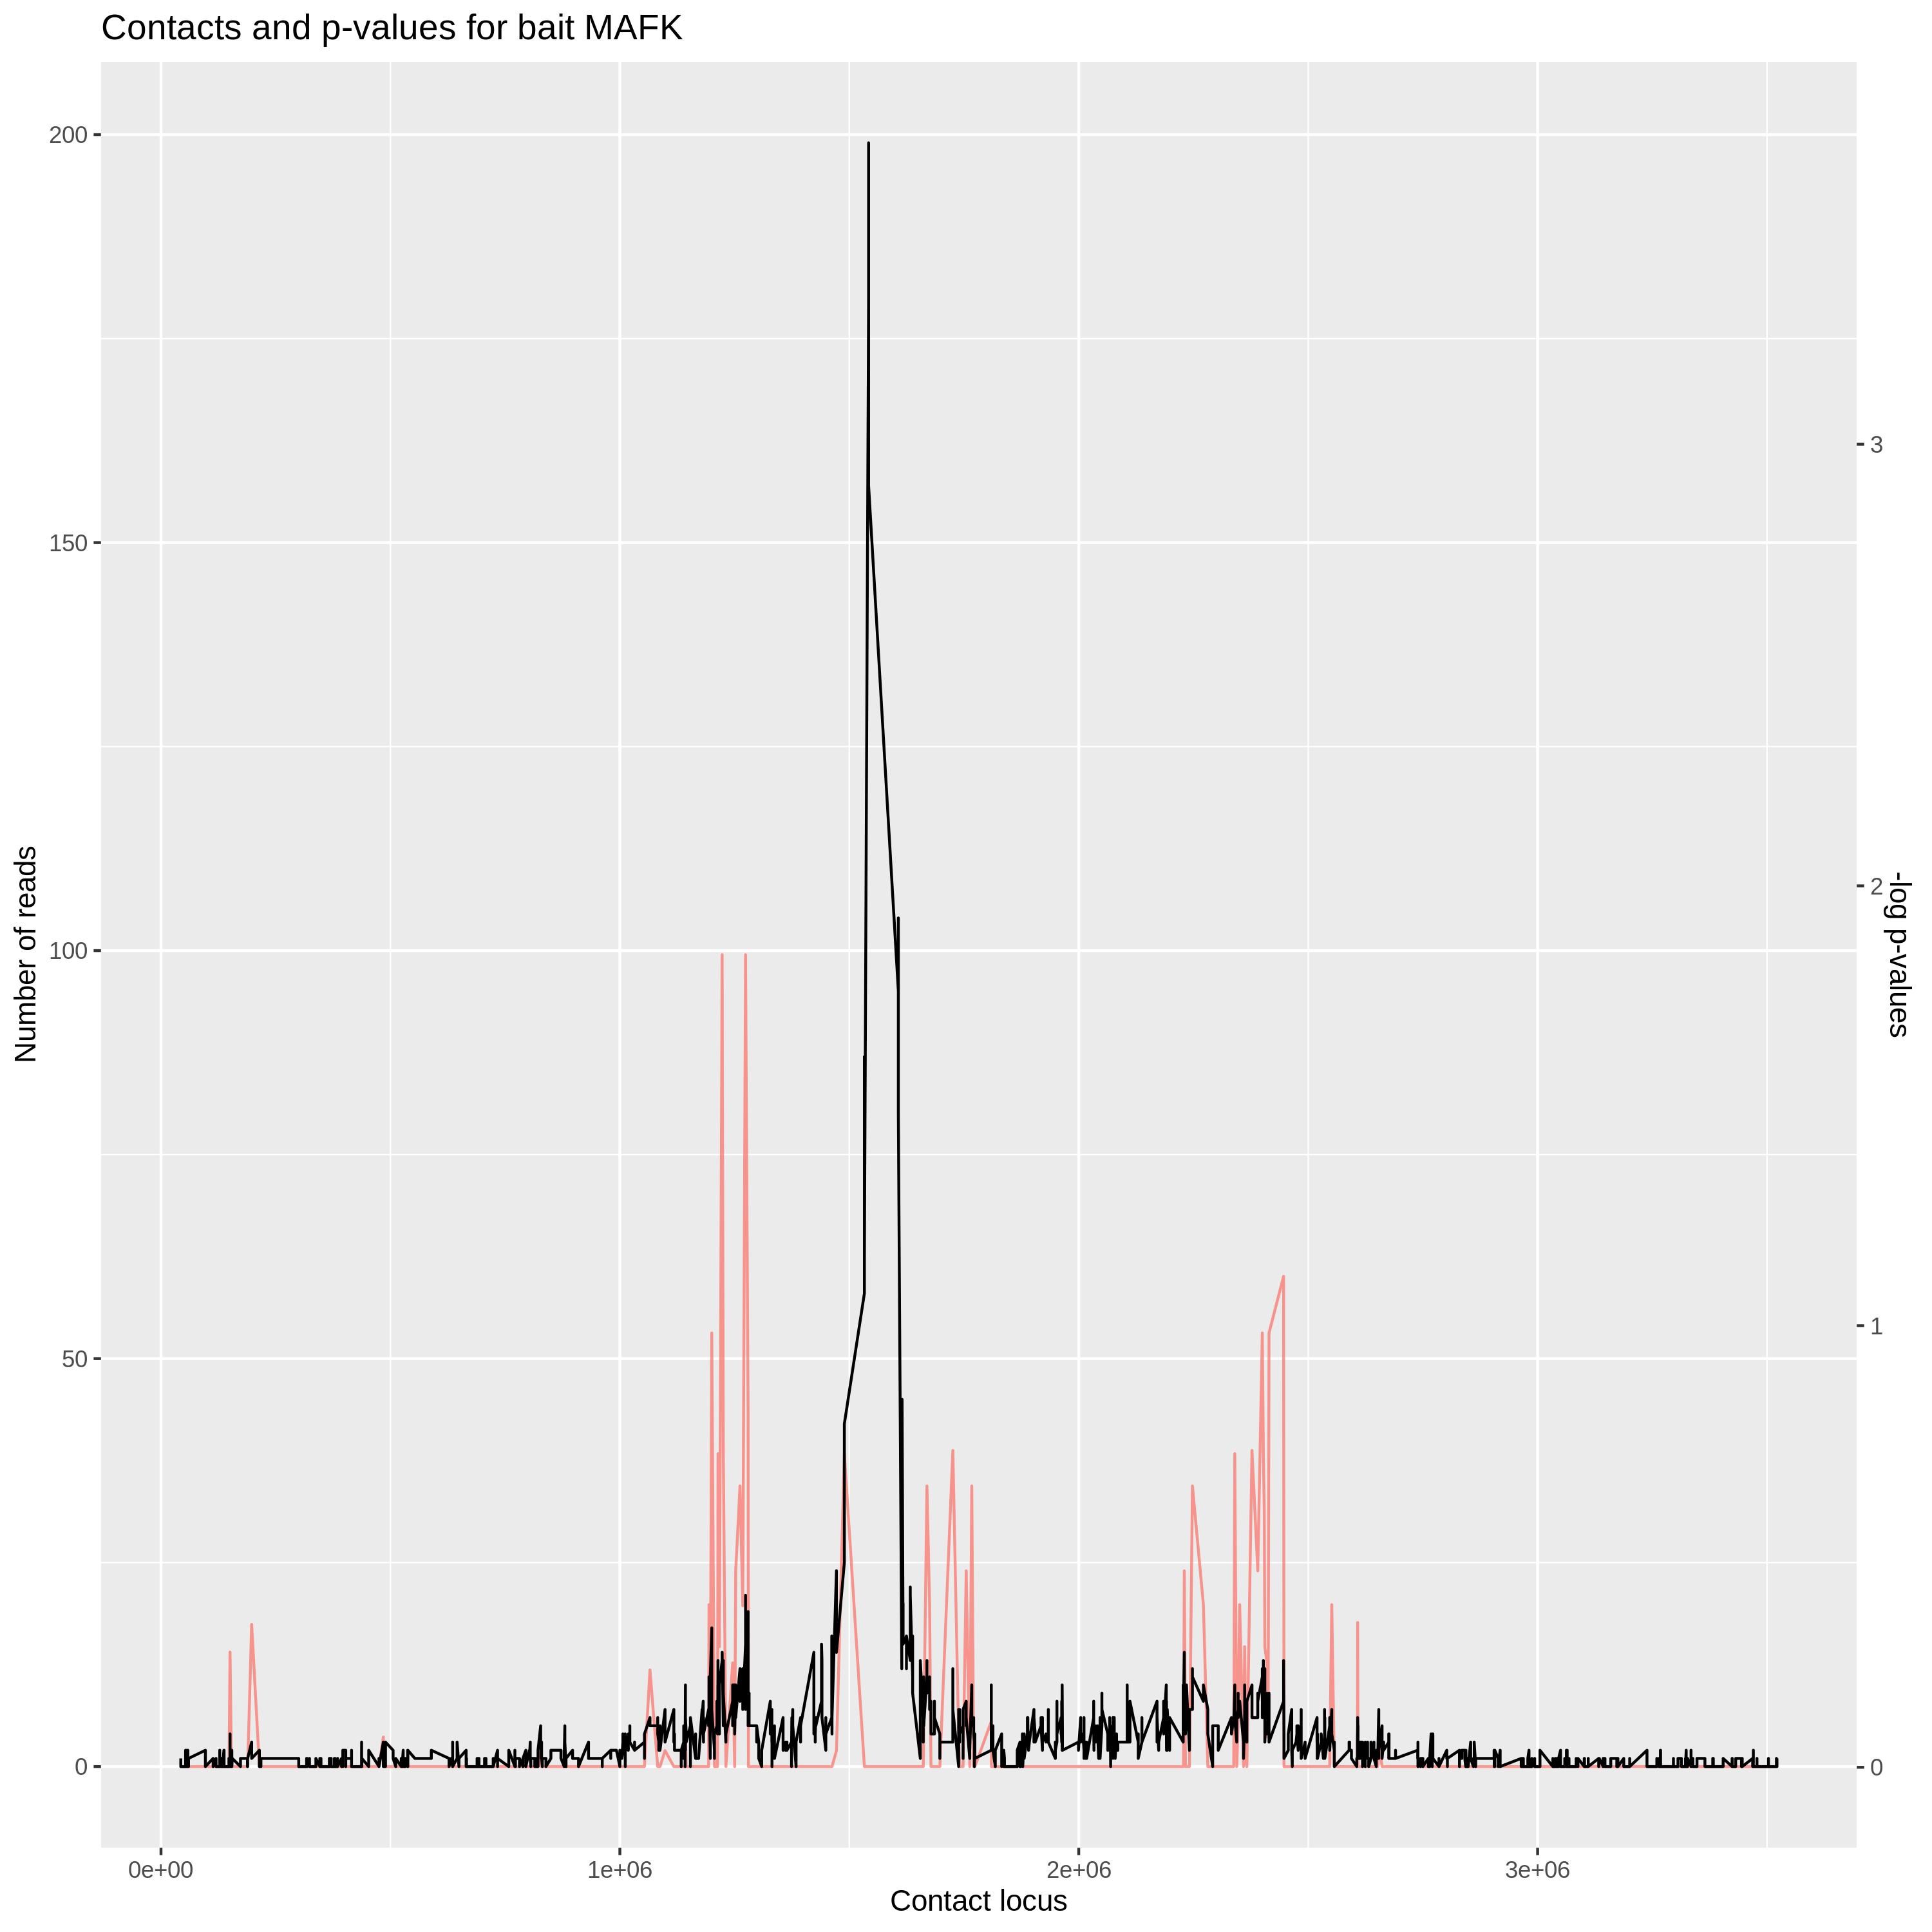 Contacts and p-values for bait MAFK
200
150
100
50
0
Number of reads
3
2
1
0
-log p-values
0e+00 1e+06 2e+06 3e+06
Contact locus